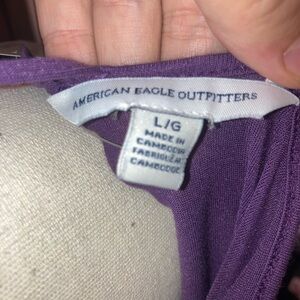 AMERICAN EAGLE OUTFITTERS
L/G
MADE IN
CAMBODIA
FABRIQUÉ AU
CAMBODGE